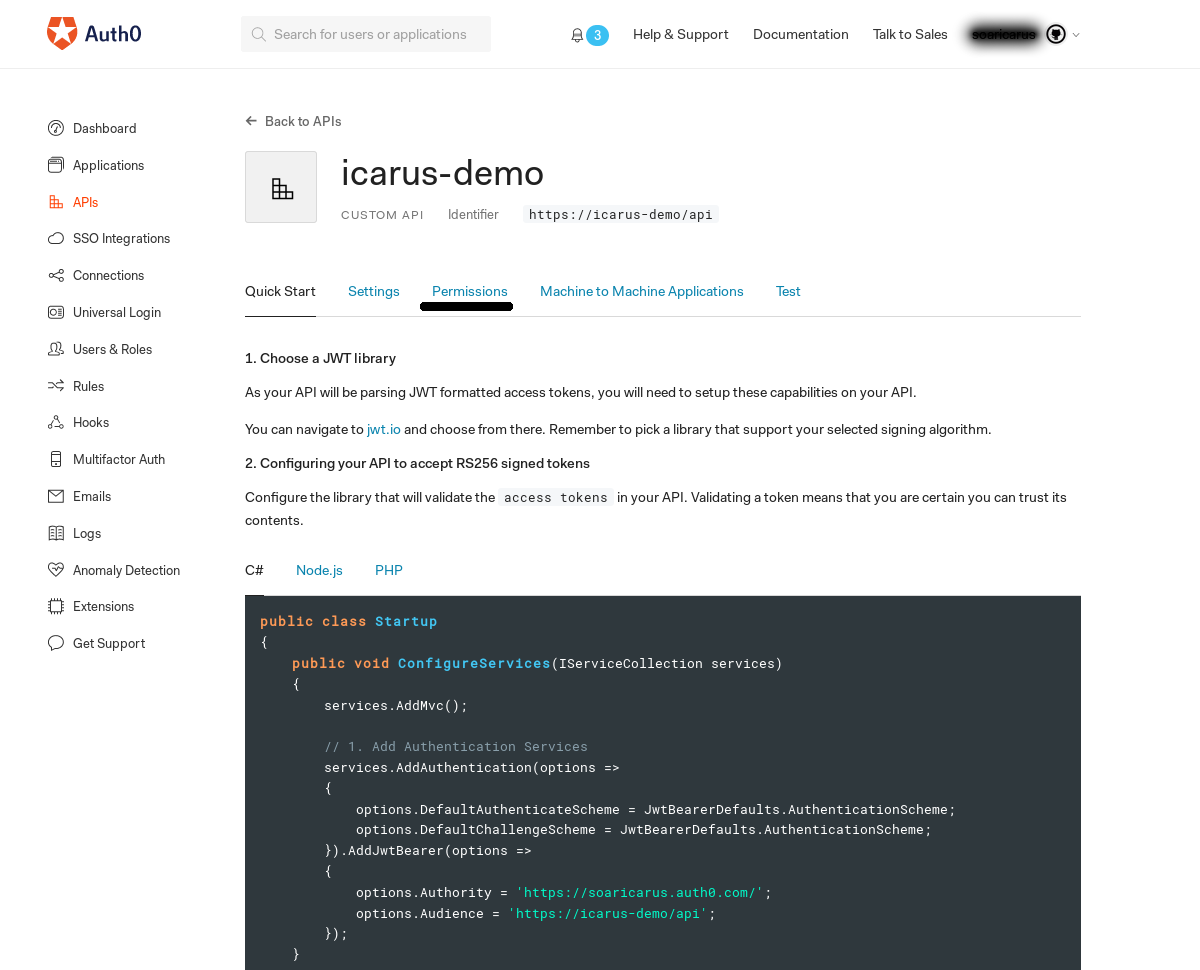 Auth0
Search for users or applications
3
Help & Support
Documentation
Talk to Sales
Dashboard
Applications
APIs
SSO Integrations
Connections
Universal Login
Users & Roles
Rules
Hooks
Multifactor Auth
Emails
Logs
Anomaly Detection
Extensions
Get Support
Back to APIs
icarus-demo
CUSTOM API Identifier https://icarus-demo/api
Quick Start Settings Permissions Machine to Machine Applications Test
1. Choose a JWT library
As your API will be parsing JWT formatted access tokens, you will need to setup these capabilities on your API.
You can navigate to jwt.io and choose from there. Remember to pick a library that support your selected signing algorithm.
2. Configuring your API to accept RS256 signed tokens
Configure the library that will validate the access tokens in your API. Validating a token means that you are certain you can trust its
contents.
C# Node.js PHP
public class Startup
{
    public void ConfigureServices(IServiceCollection services)
    {
        services.AddMvc();
        // 1. Add Authentication Services
        services.AddAuthentication(options =>
        {
            options.DefaultAuthenticateScheme = JwtBearerDefaults.AuthenticationScheme;
            options.DefaultChallengeScheme = JwtBearerDefaults.AuthenticationScheme;
        }).AddJwtBearer(options =>
        {
            options.Authority = 'https://soaricarus.auth0.com/';
            options.Audience = 'https://icarus-demo/api';
        });
    }